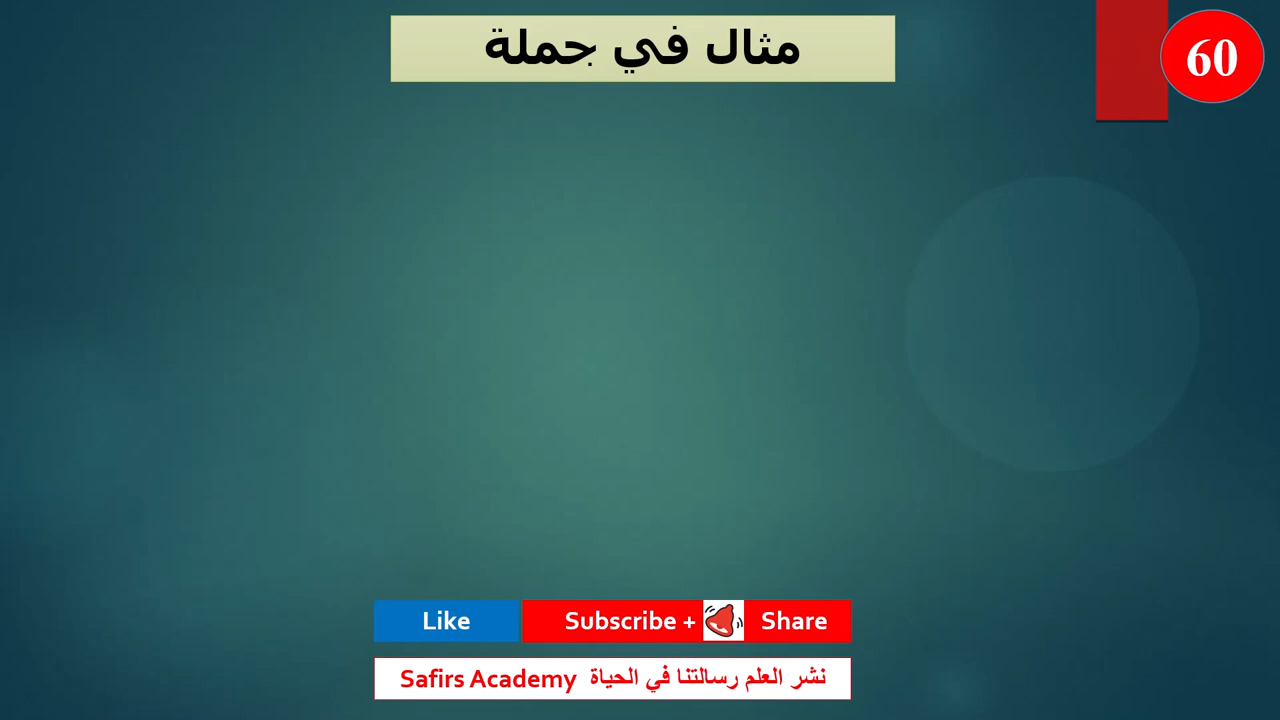 مثال في جملة
60
Like
Subscribe + Share
Safirs Academy نشر العلم رسالتنا في الحياة